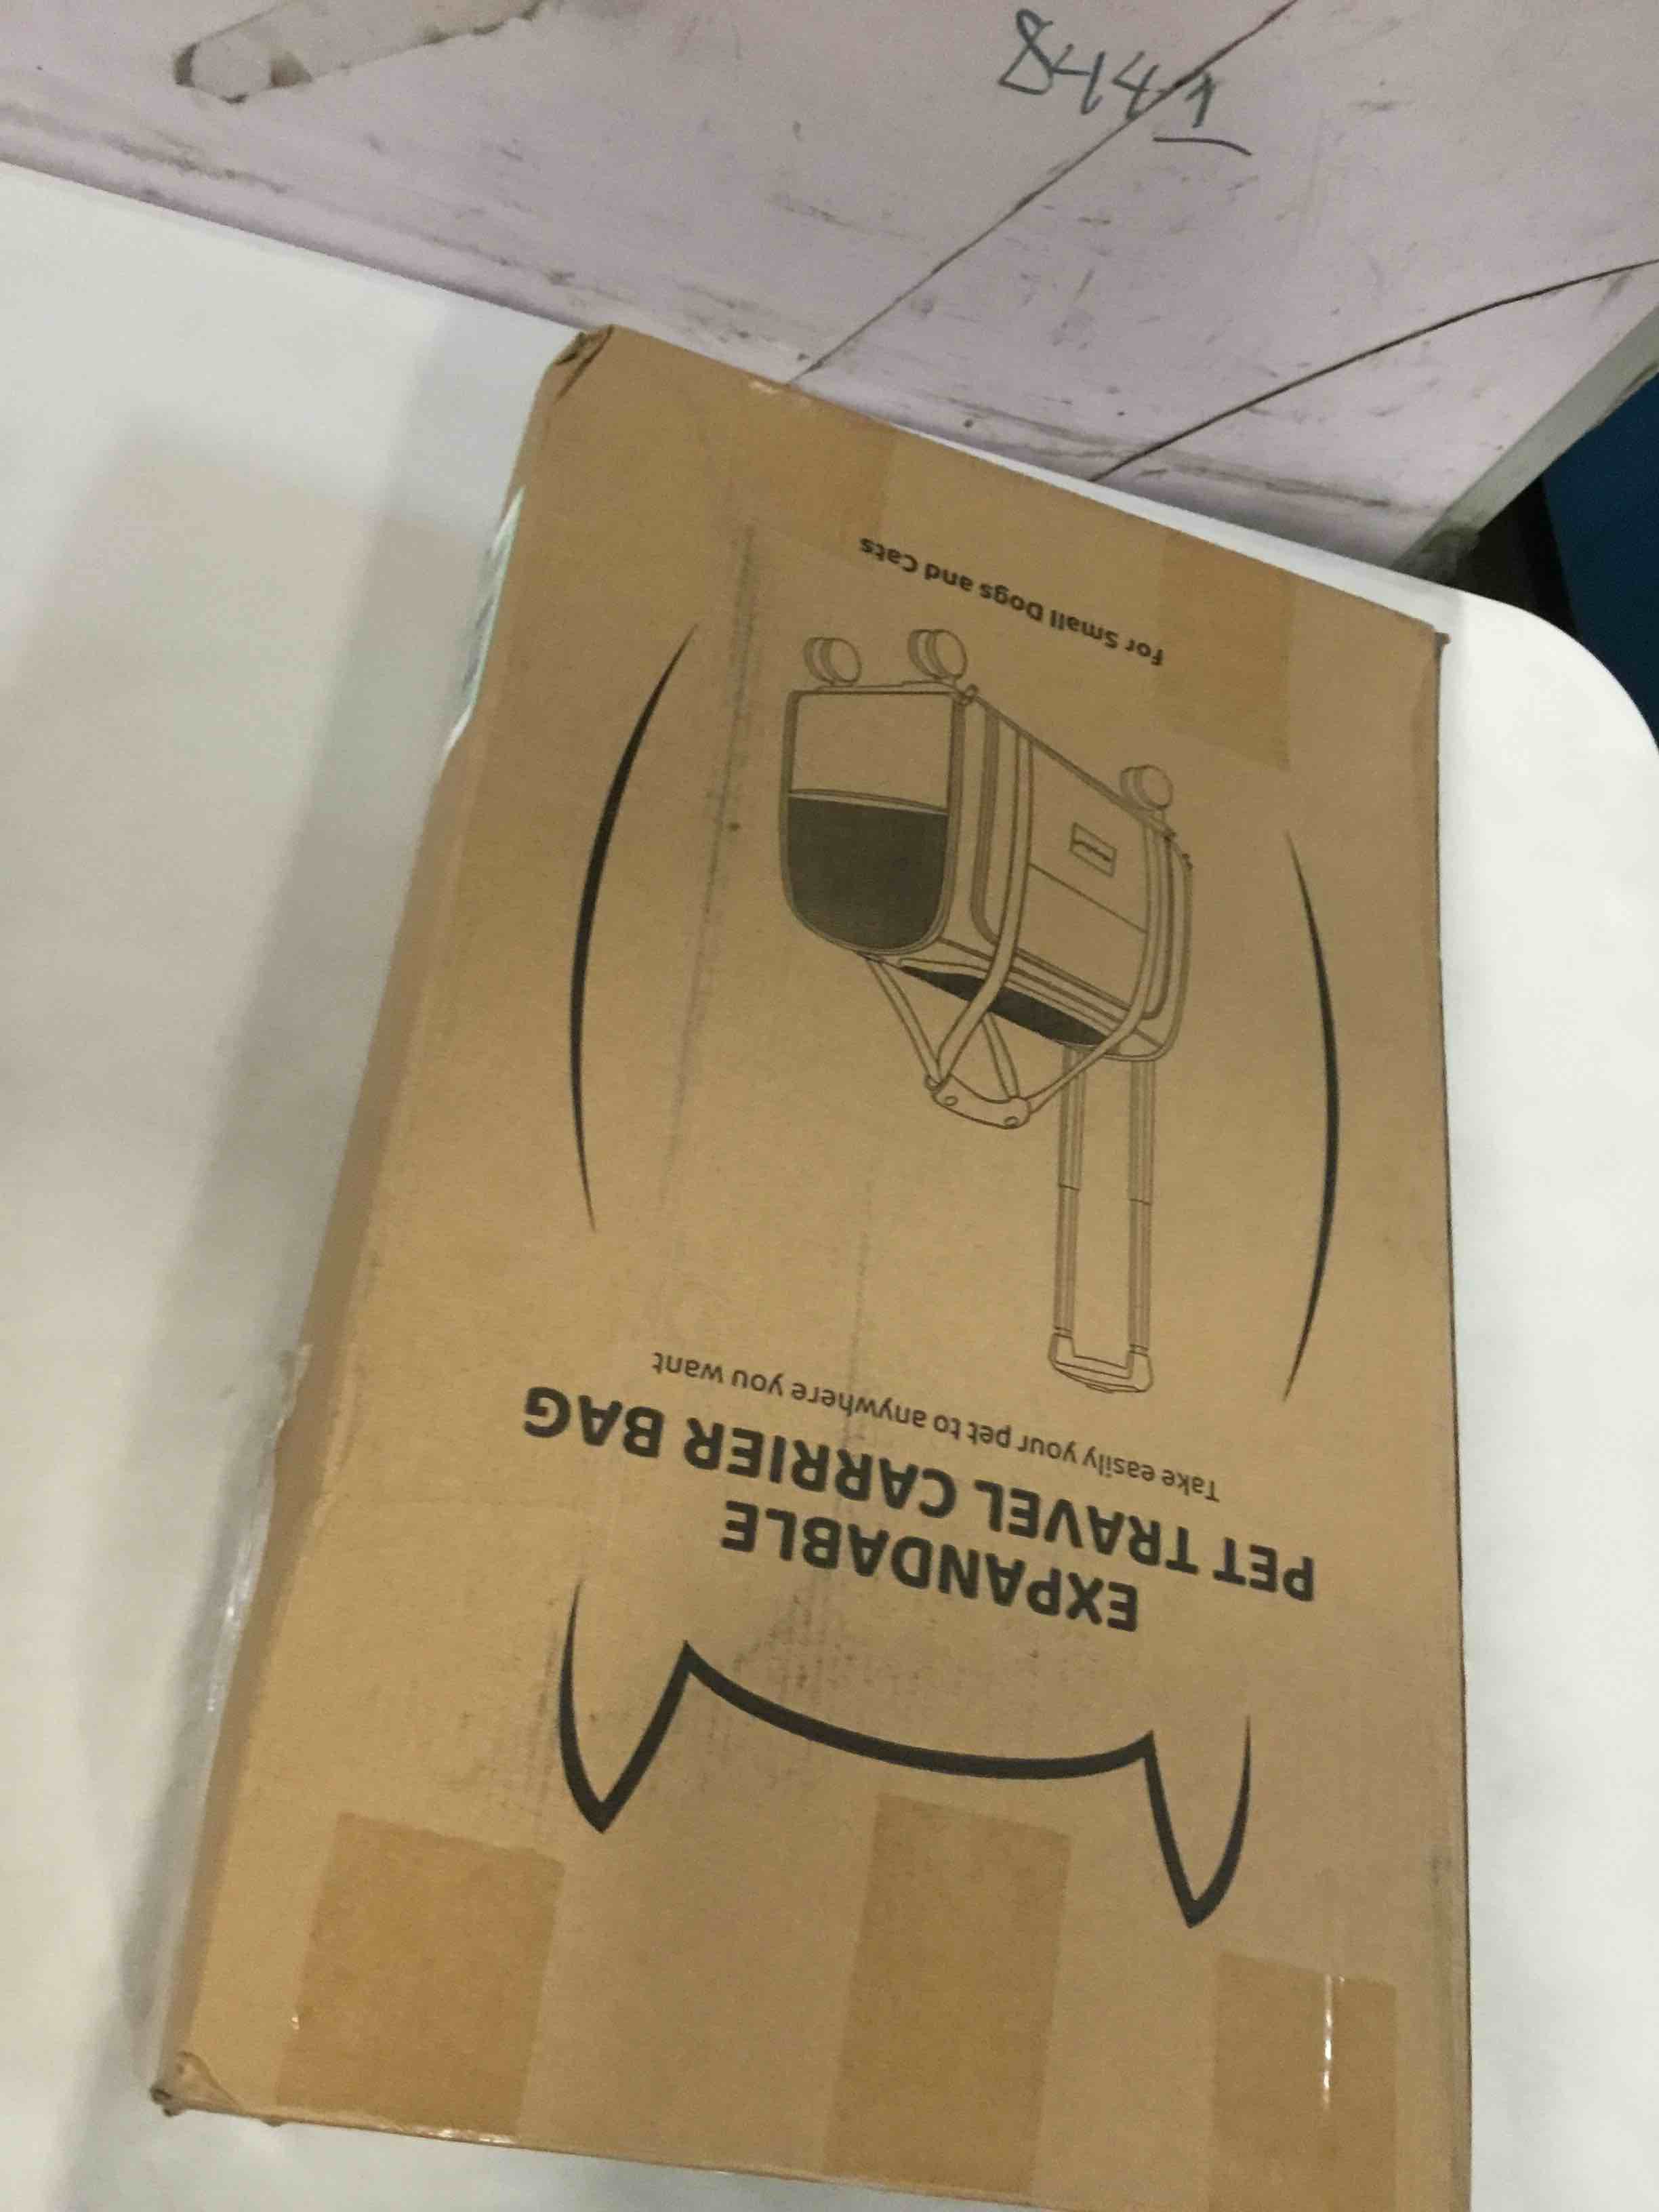 8441
EXPANDABLE
PET TRAVEL CARRIER BAG
Take easily your pet to anywhere you want
For Small Dogs and Cats